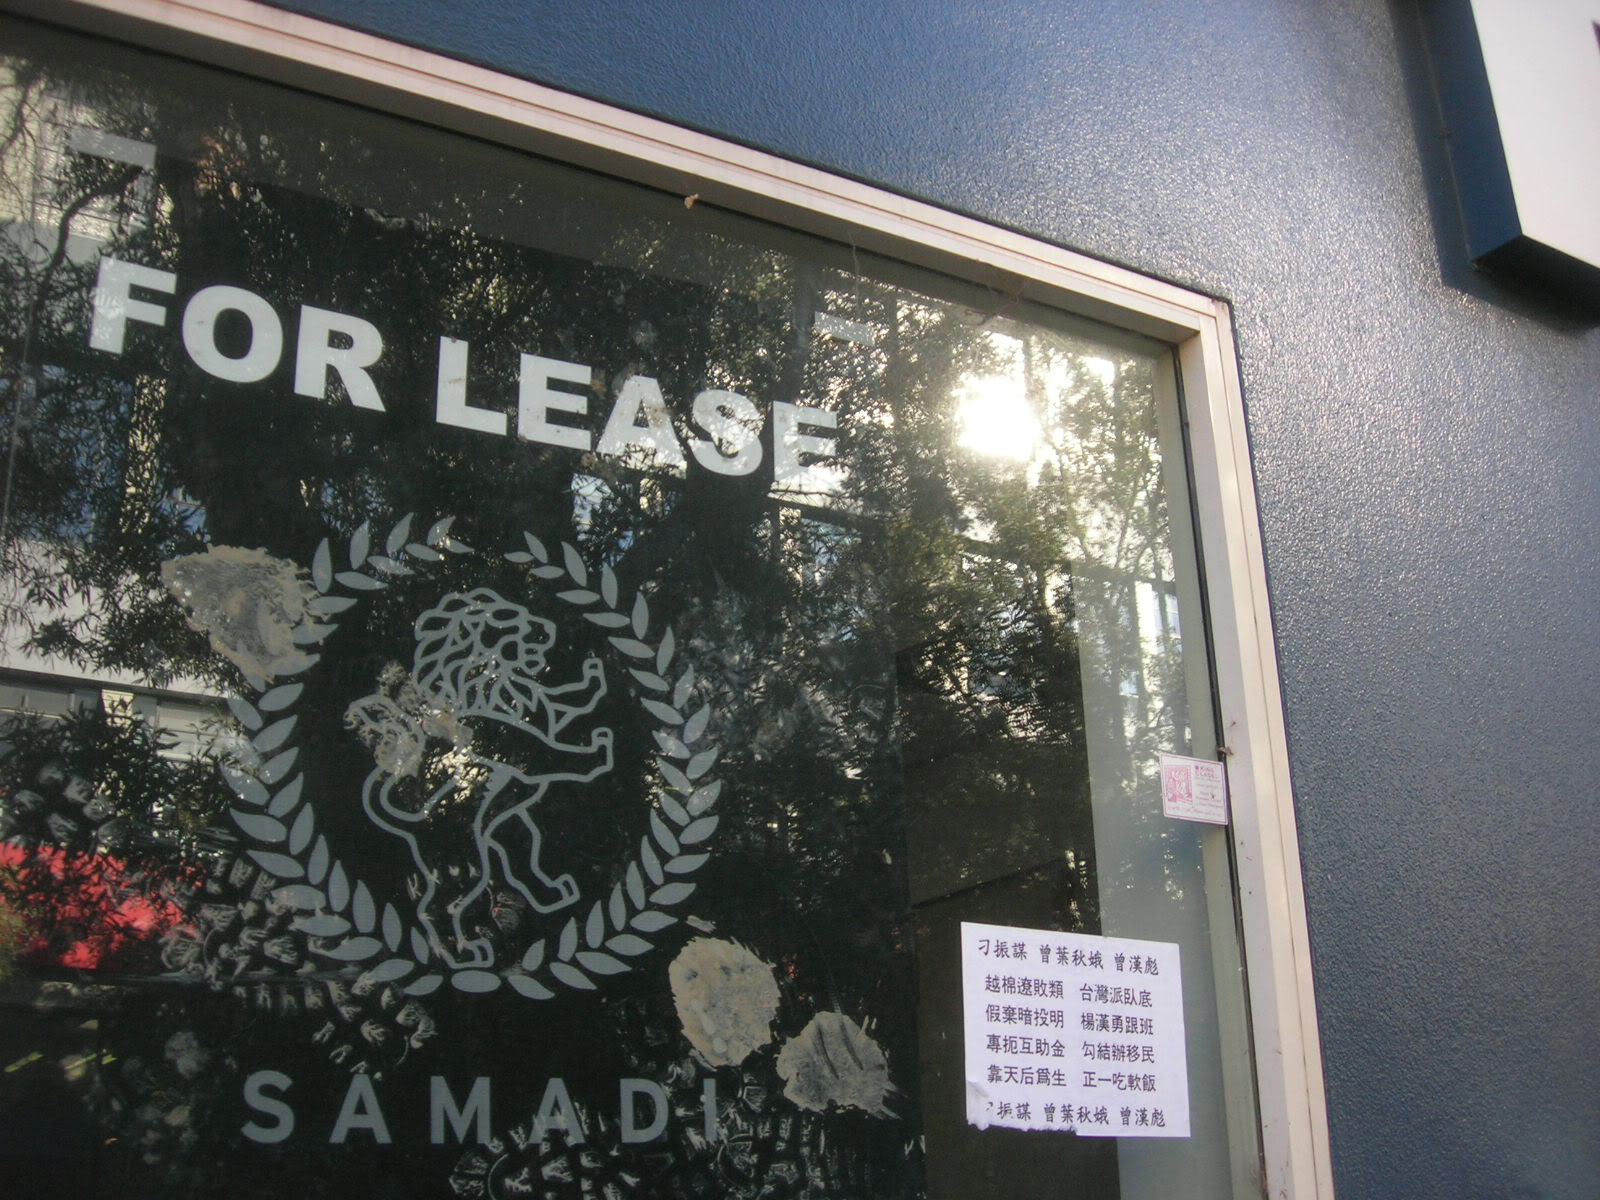 FOR LEASE
SAMADI
KING
刁振謀 曾葉秋娥 曾漢彪
越棉遼敗類 台灣派臥底
假棄暗投明 楊漢勇跟班
專扼互助金 勾結辦移民
靠天后爲生 正一吃軟飯
刁振謀 曾葉秋娥 曾漢彪